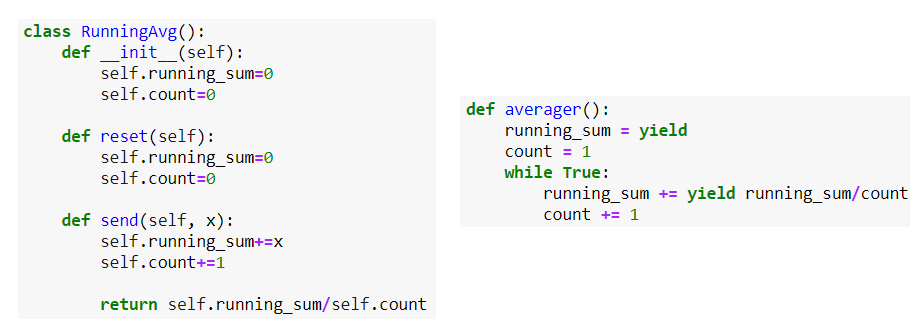 class RunningAvg():
    def __init__(self):
        self.running_sum=0
        self.count=0

    def reset(self):
        self.running_sum=0
        self.count=0

    def send(self, x):
        self.running_sum+=x
        self.count+=1

        return self.running_sum/self.count
def averager():
    running_sum = yield
    count = 1
    while True:
        running_sum += yield running_sum/count
        count += 1